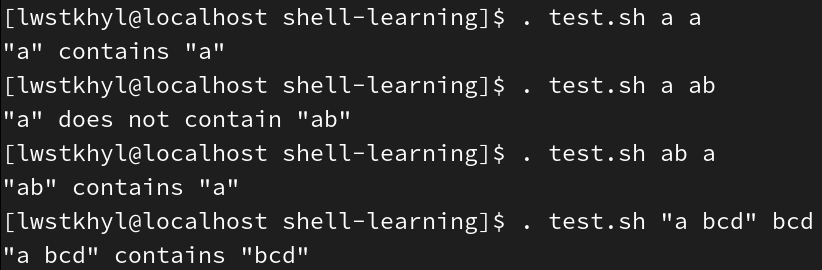 [lwstkhyl@localhost shell-learning]$ . test.sh a a
"a" contains "a"
[lwstkhyl@localhost shell-learning]$ . test.sh a ab
"a" does not contain "ab"
[lwstkhyl@localhost shell-learning]$ . test.sh ab a
"ab" contains "a"
[lwstkhyl@localhost shell-learning]$ . test.sh "a bcd" bcd
"a bcd" contains "bcd"